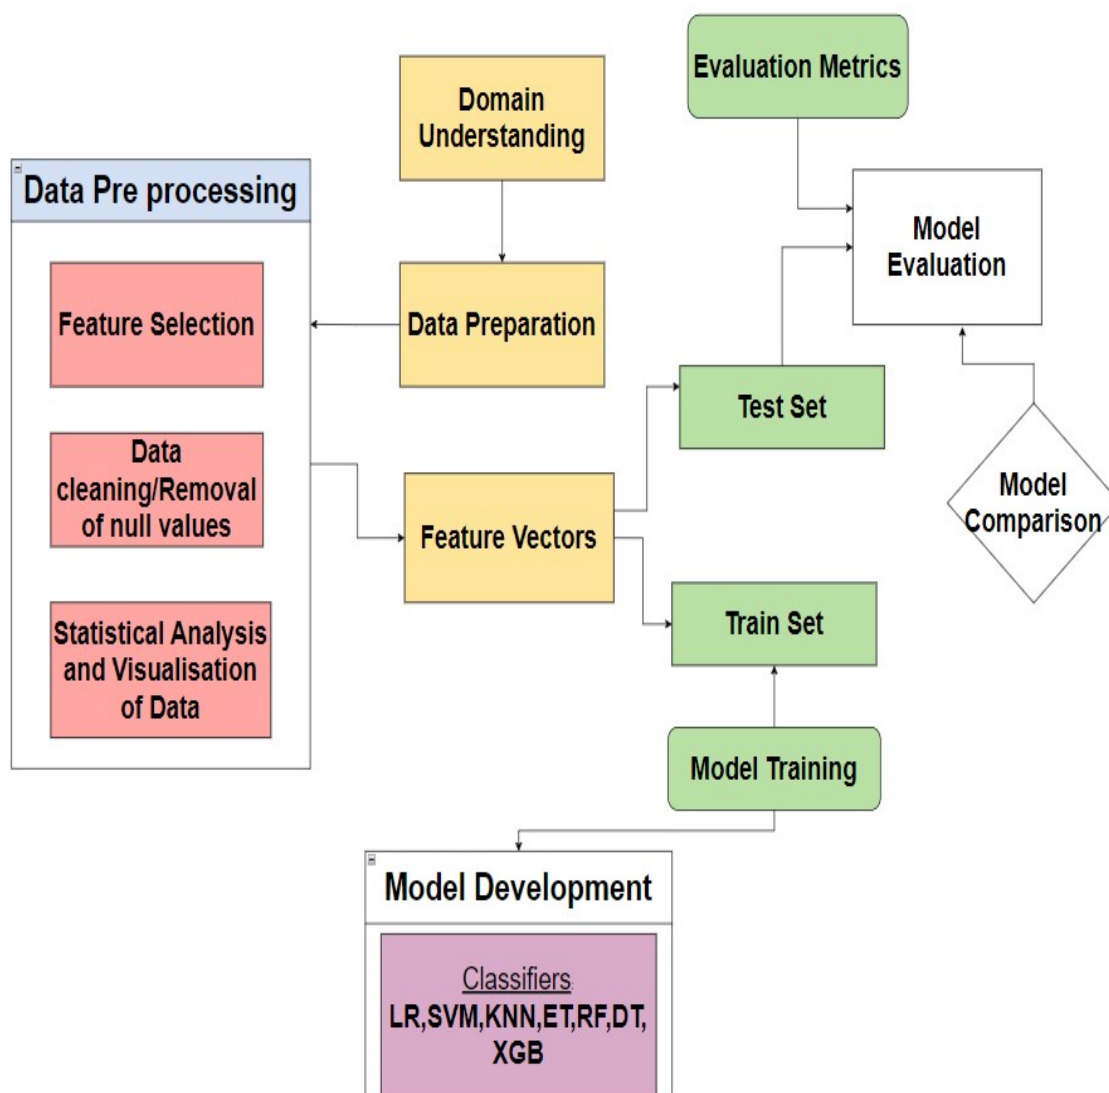 Evaluation Metrics
Domain
Understanding
Data Pre processing
Model
Evaluation
Feature Selection
Data Preparation
Test Set
Data
cleaning/Removal
of null values
Feature Vectors
Model
Comparison
Train Set
Statistical Analysis
and Visualisation
of Data
Model Training
Model Development
Classifiers:
LR,SVM,KNN,ET,RF,DT,
XGB